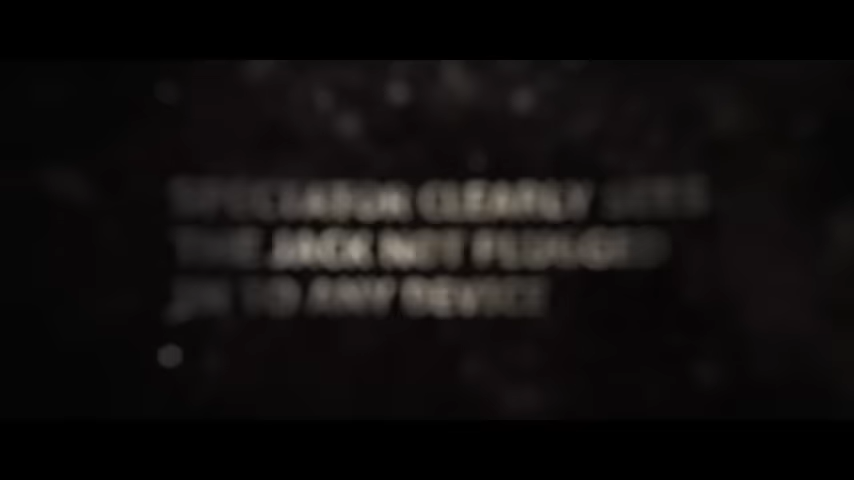 SPECTATOR CLEARLY SEES
THE JACK NOT PLUGGED
IN TO ANY DEVICE